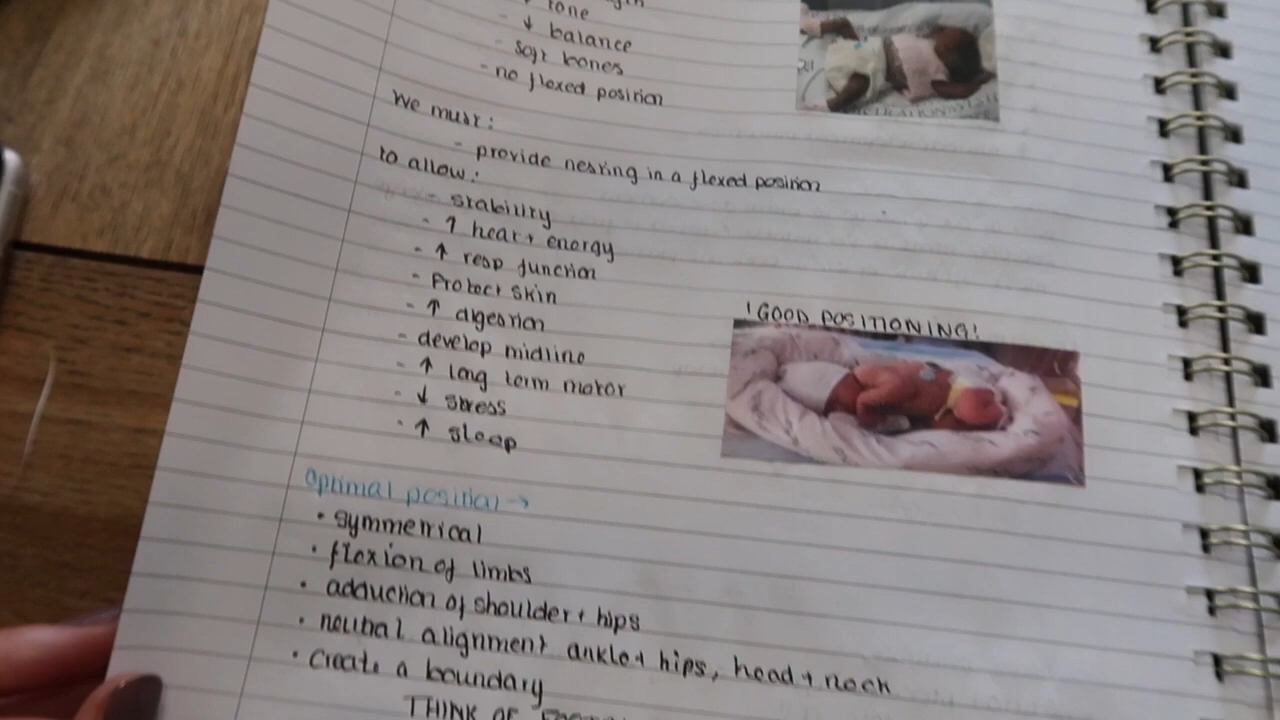 tone
- ↓ balance
- soft bones
- no flexed position
We must:
- provide nesting in a flexed position
to allow:
- stability
- ↑ heat + energy
- ↑ resp function
- Protect skin
- ↑ digestion
- develop midline
- ↑ long term motor
- ↓ stress
- ↑ sleep
! GOOD POSITIONING!
Optimal position →
• symmetrical
• flexion of limbs
• adduction of shoulder + hips
• neutral alignment ankle + hips, head + neck
• Create a boundary
THINK OF